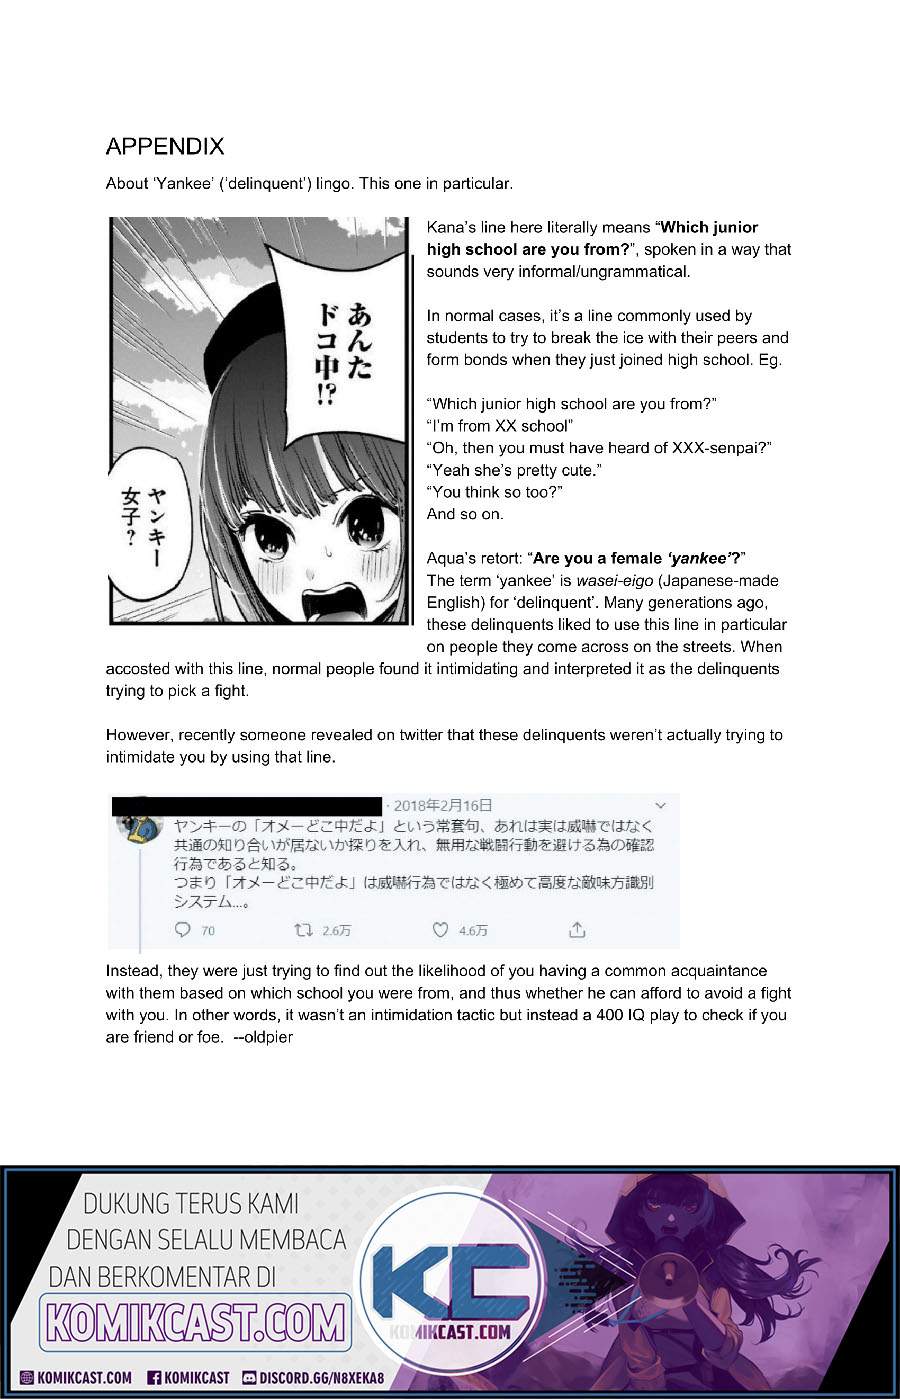 APPENDIX
About ‘Yankee’ (‘delinquent’) lingo. This one in particular.
あんた
ドコ中!?
ヤンキー
女子?
Kana’s line here literally means “Which junior
high school are you from?”, spoken in a way that
sounds very informal/ungrammatical.
In normal cases, it’s a line commonly used by
students to try to break the ice with their peers and
form bonds when they just joined high school. Eg.
“Which junior high school are you from?”
“I’m from XX school”
“Oh, then you must have heard of XXX-senpai?”
“Yeah she’s pretty cute.”
“You think so too?”
And so on.
Aqua’s retort: “Are you a female ‘yankee’?”
The term ‘yankee’ is wasei-eigo (Japanese-made
English) for ‘delinquent’. Many generations ago,
these delinquents liked to use this line in particular
on people they come across on the streets. When
accosted with this line, normal people found it intimidating and interpreted it as the delinquents
trying to pick a fight.
However, recently someone revealed on twitter that these delinquents weren’t actually trying to
intimidate you by using that line.
· 2018年2月16日
ヤンキーの「オメーどこ中だよ」という常套句、あれは実は威嚇ではなく
共通の知り合いが居ないか探りを入れ、無用な戦闘行動を避ける為の確認
行為であると知る。
つまり「オメーどこ中だよ」は威嚇行為ではなく極めて高度な敵味方識別
システム...。
70 2.6万 4.6万
Instead, they were just trying to find out the likelihood of you having a common acquaintance
with them based on which school you were from, and thus whether he can afford to avoid a fight
with you. In other words, it wasn’t an intimidation tactic but instead a 400 IQ play to check if you
are friend or foe.  --oldpier
DUKUNG TERUS KAMI
DENGAN SELALU MEMBACA
DAN BERKOMENTAR DI
KOMIKCAST.COM
KC
KOMIKCAST.COM
KOMIKCAST.COM KOMIKCAST DISCORD.GG/N8XEKA8